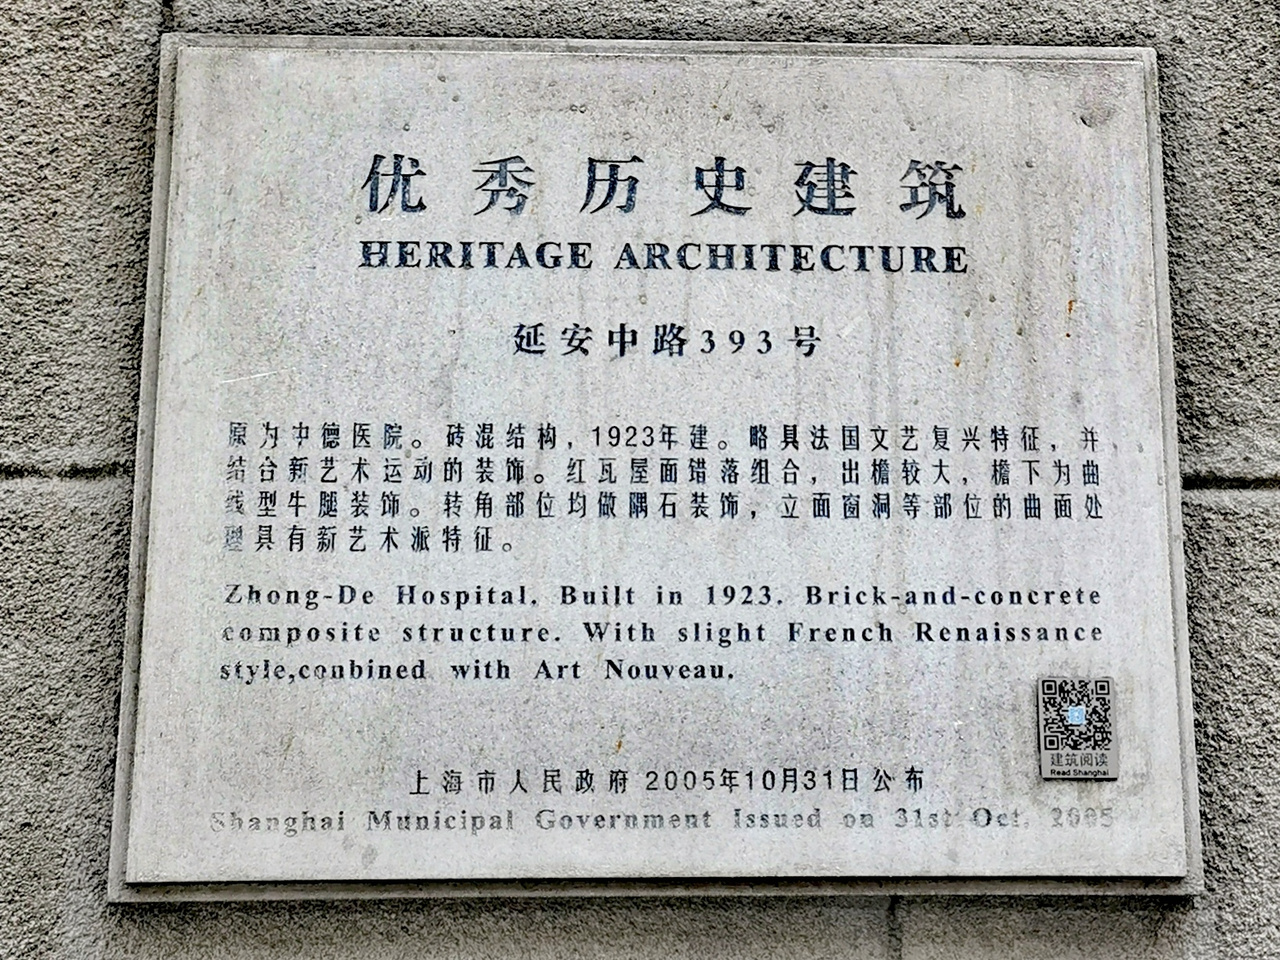 优秀历史建筑
HERITAGE ARCHITECTURE
延安中路393号
原为中德医院。砖混结构，1923年建。略具法国文艺复兴特征，并
结合新艺术运动的装饰。红瓦屋面错落组合，出檐较大，檐下为曲
线型牛腿装饰。转角部位均做隅石装饰，立面窗洞等部位的曲面处
理具有新艺术派特征。
Zhong-De Hospital. Built in 1923. Brick-and-concrete
composite structure. With slight French Renaissance
style,conbined with Art Nouveau.
建筑阅读
Read Shanghai
上海市人民政府 2005年10月31日公布
Shanghai Municipal Government Issued on 31st Oct. 2005